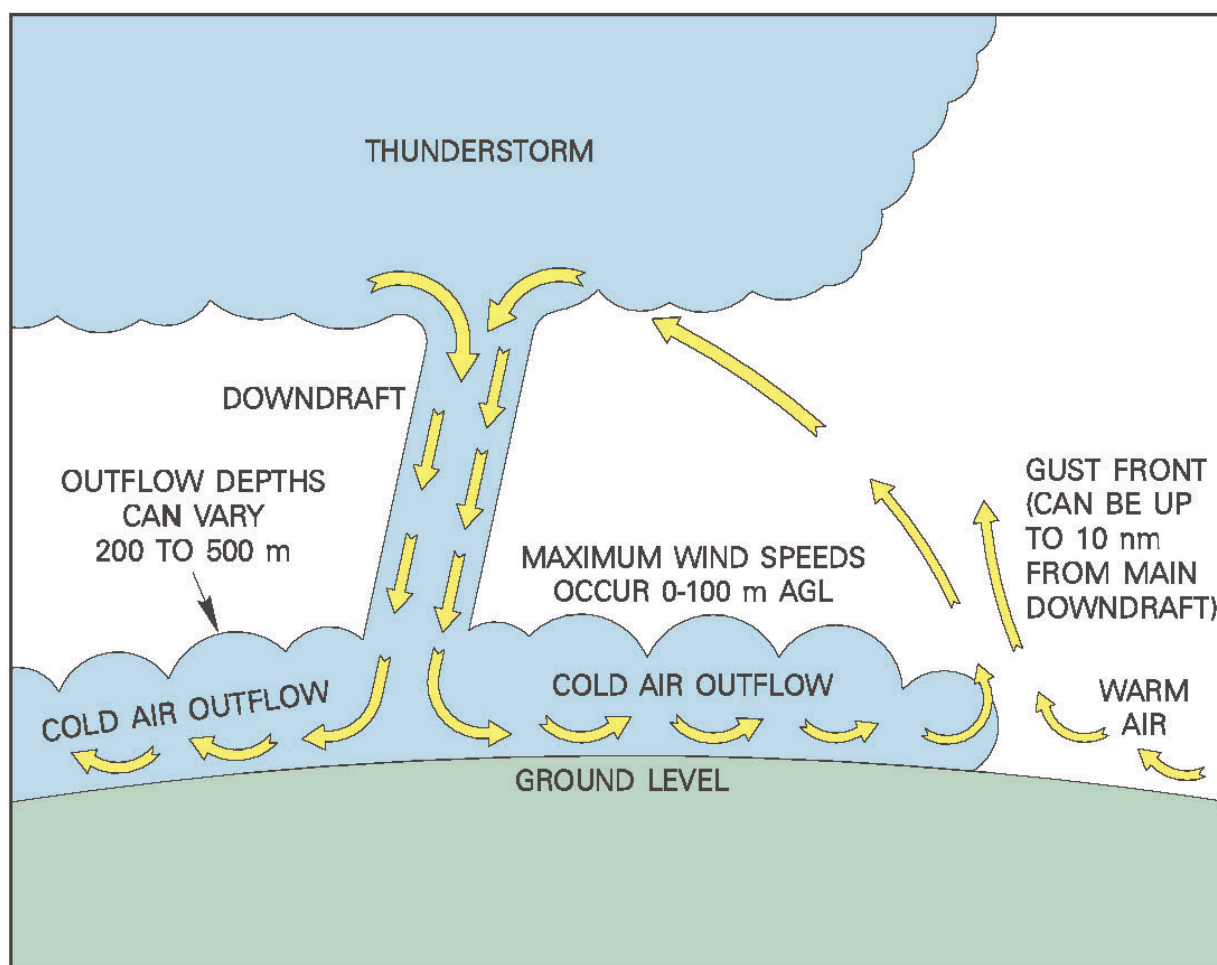 THUNDERSTORM
DOWNDRAFT
OUTFLOW DEPTHS
CAN VARY
200 TO 500 m
MAXIMUM WIND SPEEDS
OCCUR 0-100 m AGL
GUST FRONT
(CAN BE UP
TO 10 nm
FROM MAIN
DOWNDRAFT)
COLD AIR OUTFLOW
COLD AIR OUTFLOW
WARM
AIR
GROUND LEVEL